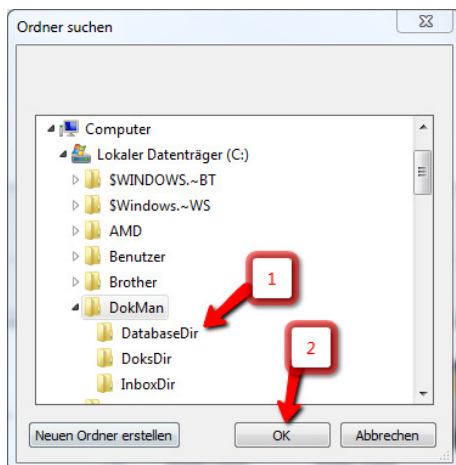 Ordner suchen
Computer
Lokaler Datenträger (C:)
$WINDOWS.~BT
$Windows.~WS
AMD
Benutzer
Brother
1
DokMan
DatabaseDir
2
DoksDir
InboxDir
Neuen Ordner erstellen OK Abbrechen